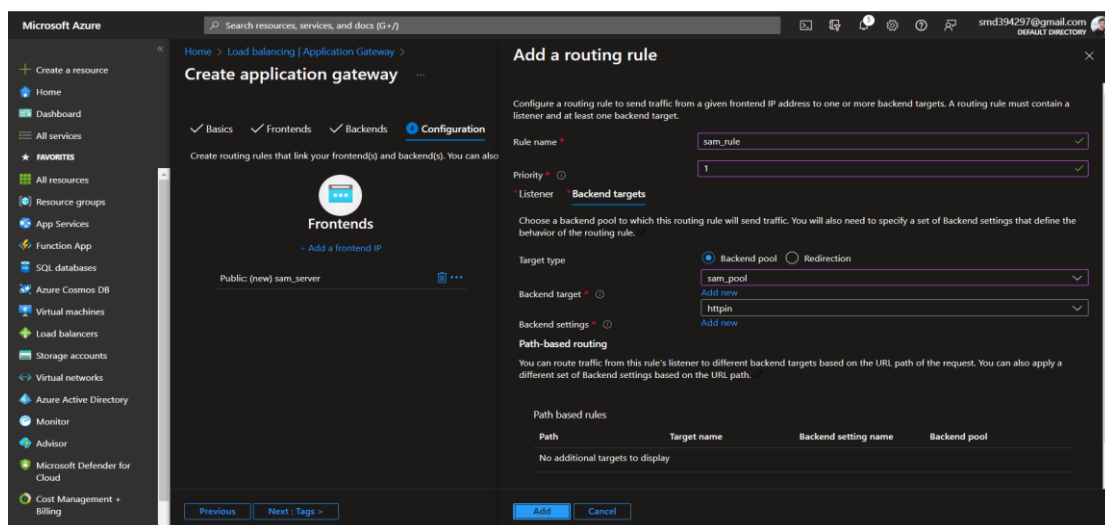 Microsoft Azure
Search resources, services, and docs (G+/)
smd394297@gmail.com
DEFAULT DIRECTORY
Create a resource
Home
Dashboard
All services
FAVORITES
All resources
Resource groups
App Services
Function App
SQL databases
Azure Cosmos DB
Virtual machines
Load balancers
Storage accounts
Virtual networks
Azure Active Directory
Monitor
Advisor
Microsoft Defender for
Cloud
Cost Management +
Billing
Home > Load balancing | Application Gateway >
Create application gateway ...
Basics Frontends Backends 4 Configuration
Create routing rules that link your frontend(s) and backend(s). You can also
Frontends
+ Add a frontend IP
Public: (new) sam_server
Previous Next : Tags >
Add a routing rule
Configure a routing rule to send traffic from a given frontend IP address to one or more backend targets. A routing rule must contain a
listener and at least one backend target.
Rule name * sam_rule
Priority * 1
* Listener * Backend targets
Choose a backend pool to which this routing rule will send traffic. You will also need to specify a set of Backend settings that define the
behavior of the routing rule.
Target type Backend pool Redirection
sam_pool
Backend target * Add new
httpin
Backend settings * Add new
Path-based routing
You can route traffic from this rule's listener to different backend targets based on the URL path of the request. You can also apply a
different set of Backend settings based on the URL path.
Path based rules
Path Target name Backend setting name Backend pool
No additional targets to display
Add Cancel